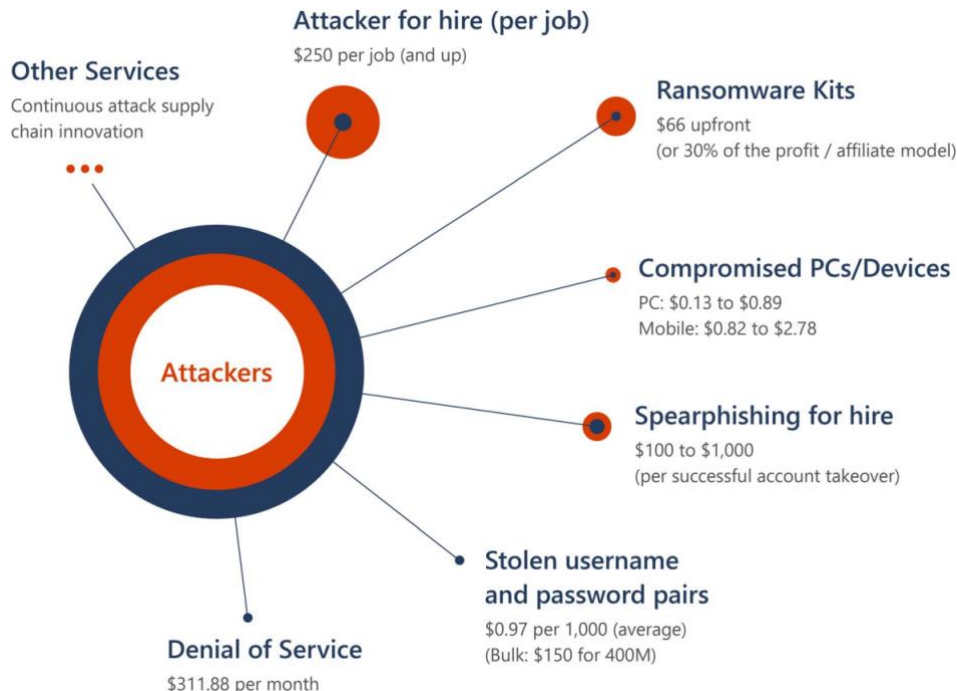 Attacker for hire (per job)
$250 per job (and up)
Other Services
Continuous attack supply
chain innovation
Ransomware Kits
$66 upfront
(or 30% of the profit / affiliate model)
Compromised PCs/Devices
PC: $0.13 to $0.89
Mobile: $0.82 to $2.78
Attackers
Spearphishing for hire
$100 to $1,000
(per successful account takeover)
Stolen username
and password pairs
$0.97 per 1,000 (average)
(Bulk: $150 for 400M)
Denial of Service
$311.88 per month